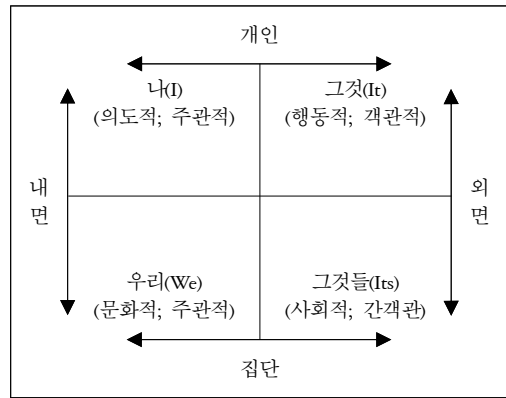 개인
나(I)
그것(It)
(의도적; 주관적)
(행동적; 객관적)
내
면
외
면
우리(We)
그것들(Its)
(문화적; 주관적)
(사회적; 간객관)
집단